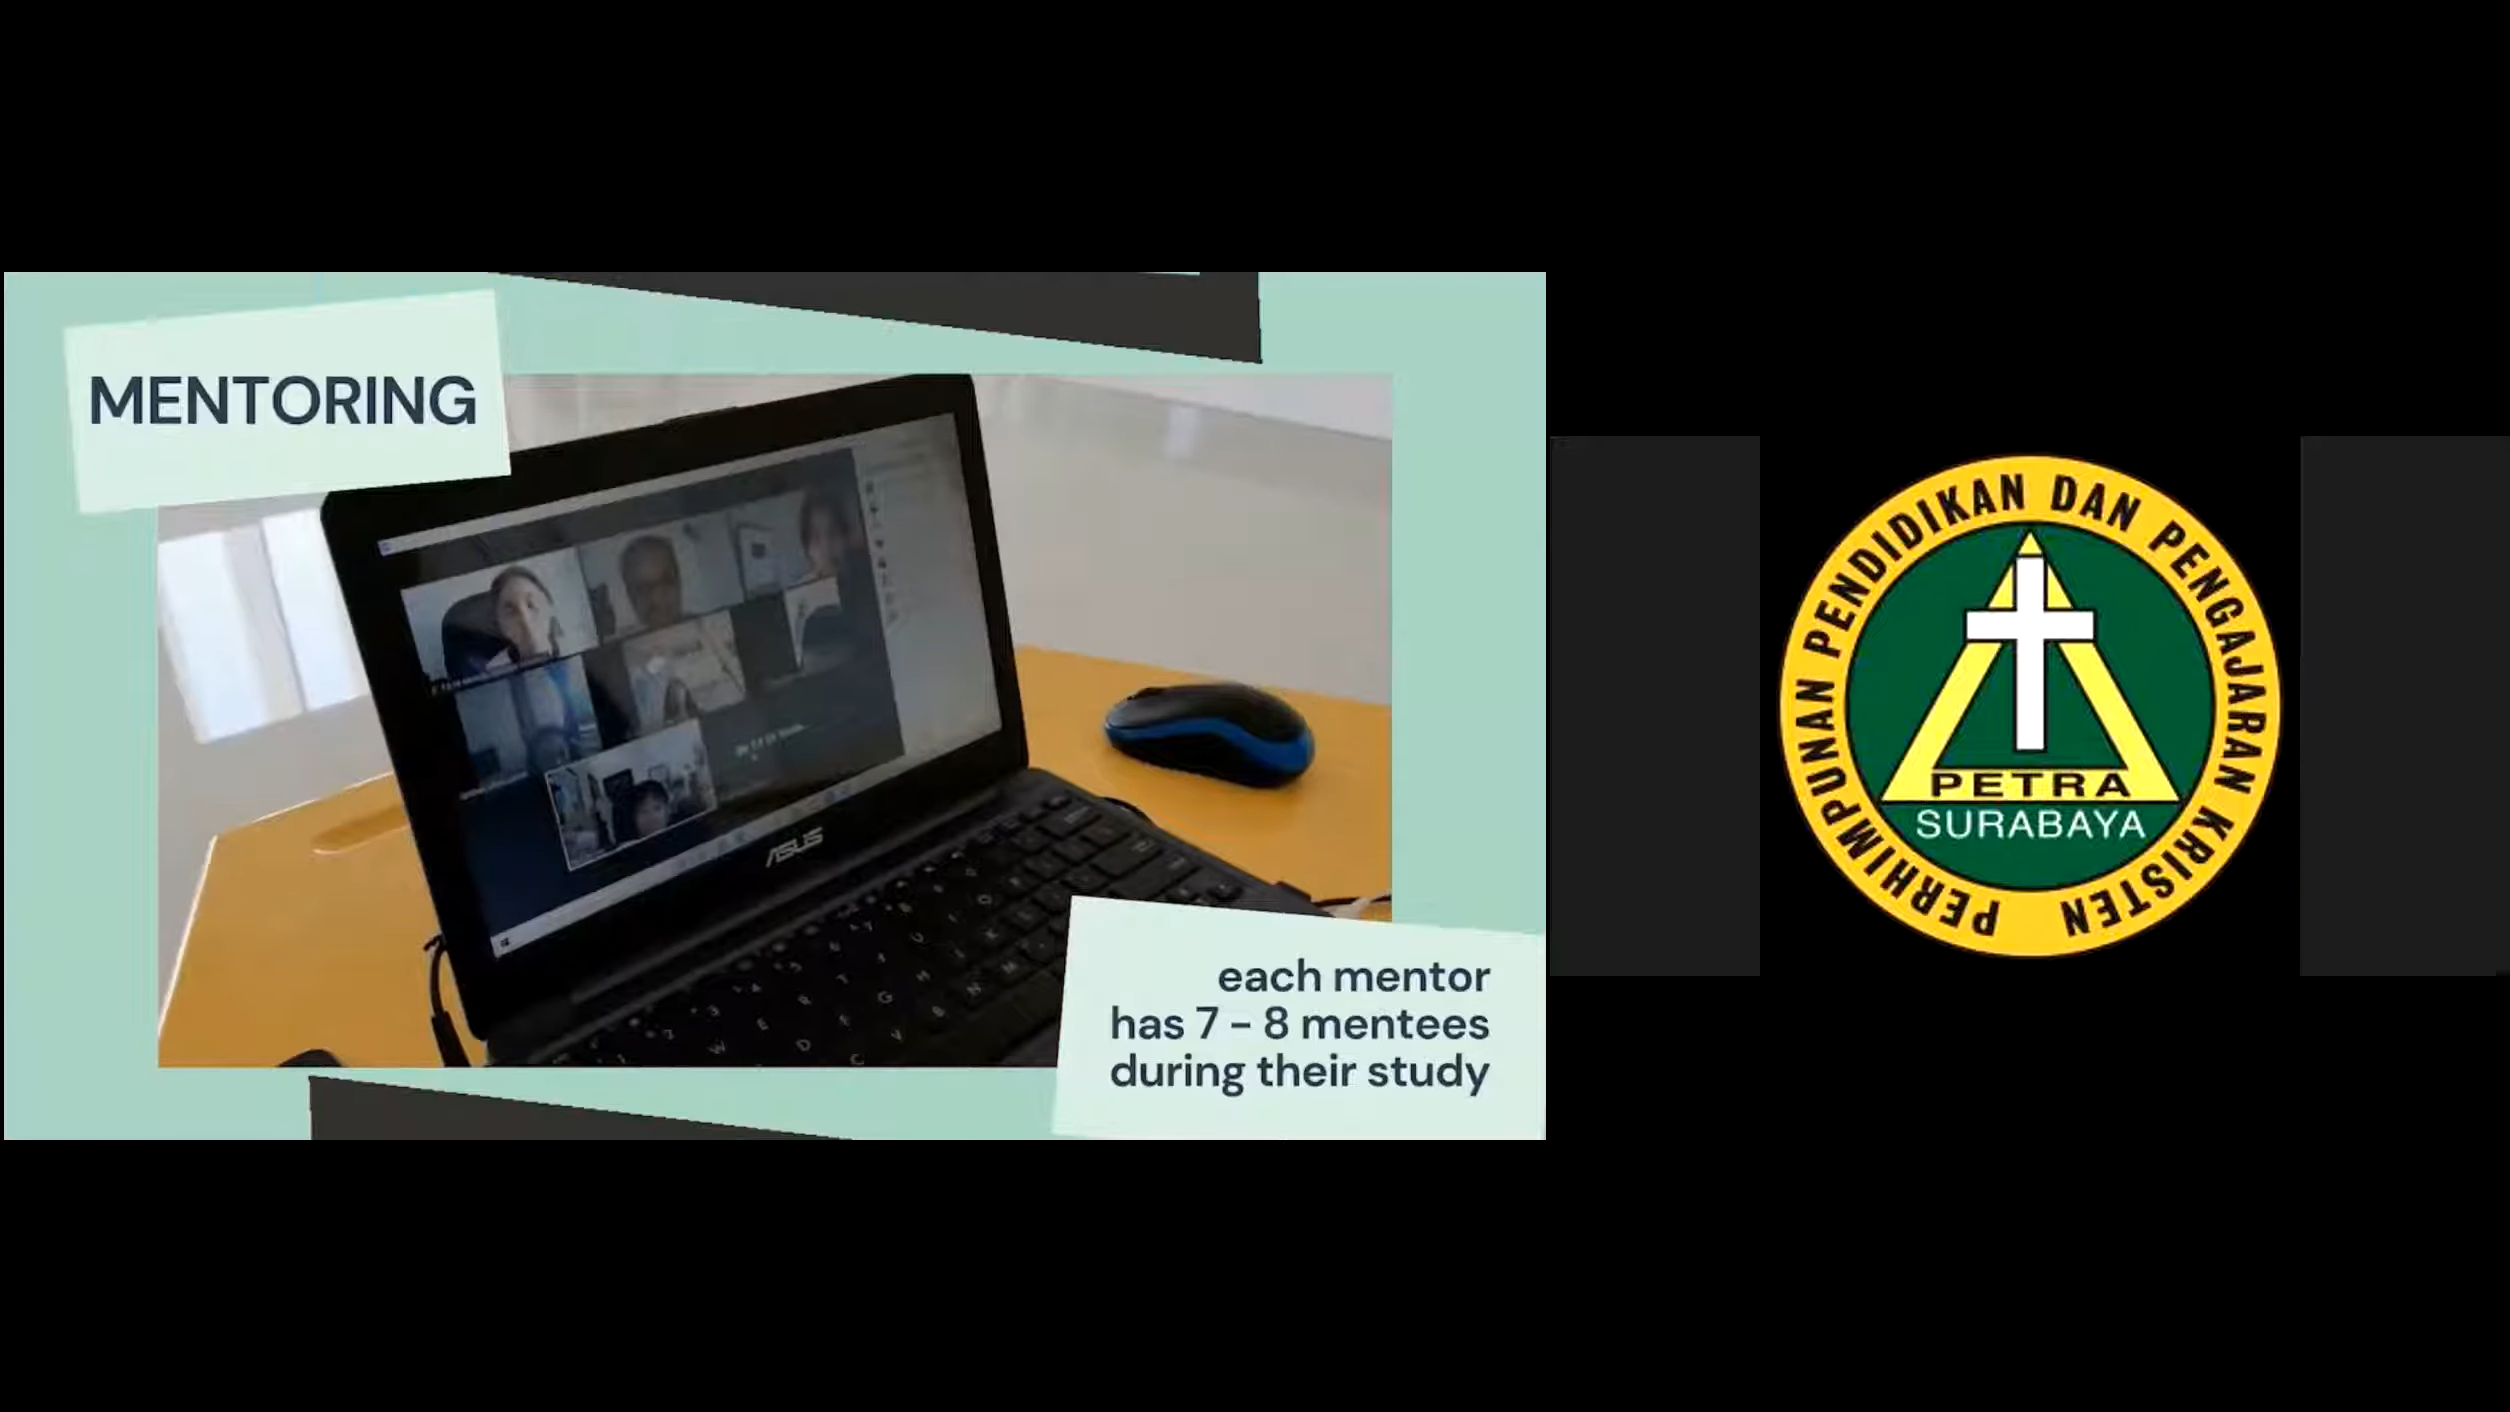 MENTORING
ASUS
each mentor
has 7 – 8 mentees
during their study
PERHIMPUNAN PENDIDIKAN DAN PENGAJARAN KRISTEN
PETRA
SURABAYA